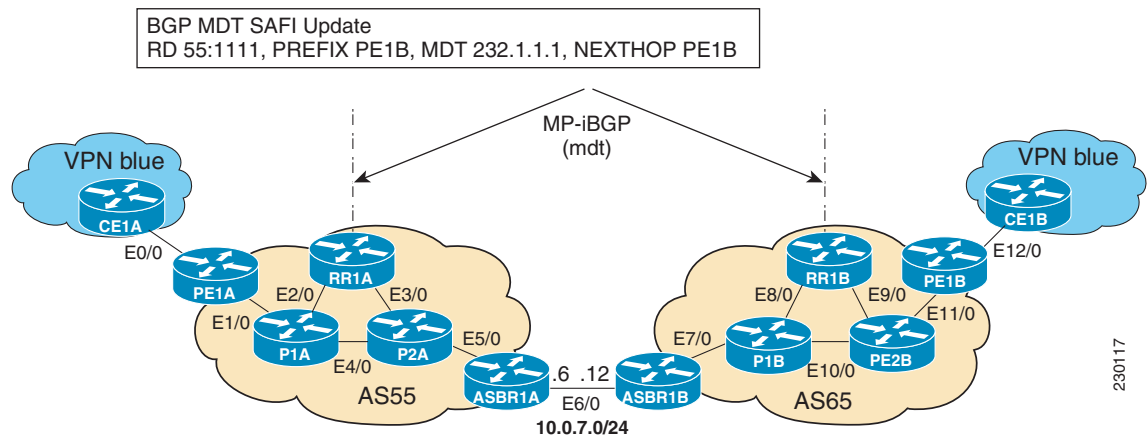 BGP MDT SAFI Update
RD 55:1111, PREFIX PE1B, MDT 232.1.1.1, NEXTHOP PE1B
MP-iBGP
(mdt)
VPN blue
VPN blue
CE1A
CE1B
E0/0
E12/0
PE1A
RR1A
RR1B
PE1B
E1/0
E2/0
E3/0
E8/0
E9/0
E11/0
P1A
P2A
E5/0
E7/0
P1B
PE2B
E4/0
E10/0
AS55
ASBR1A
.6
.12
ASBR1B
AS65
E6/0
10.0.7.0/24
230117